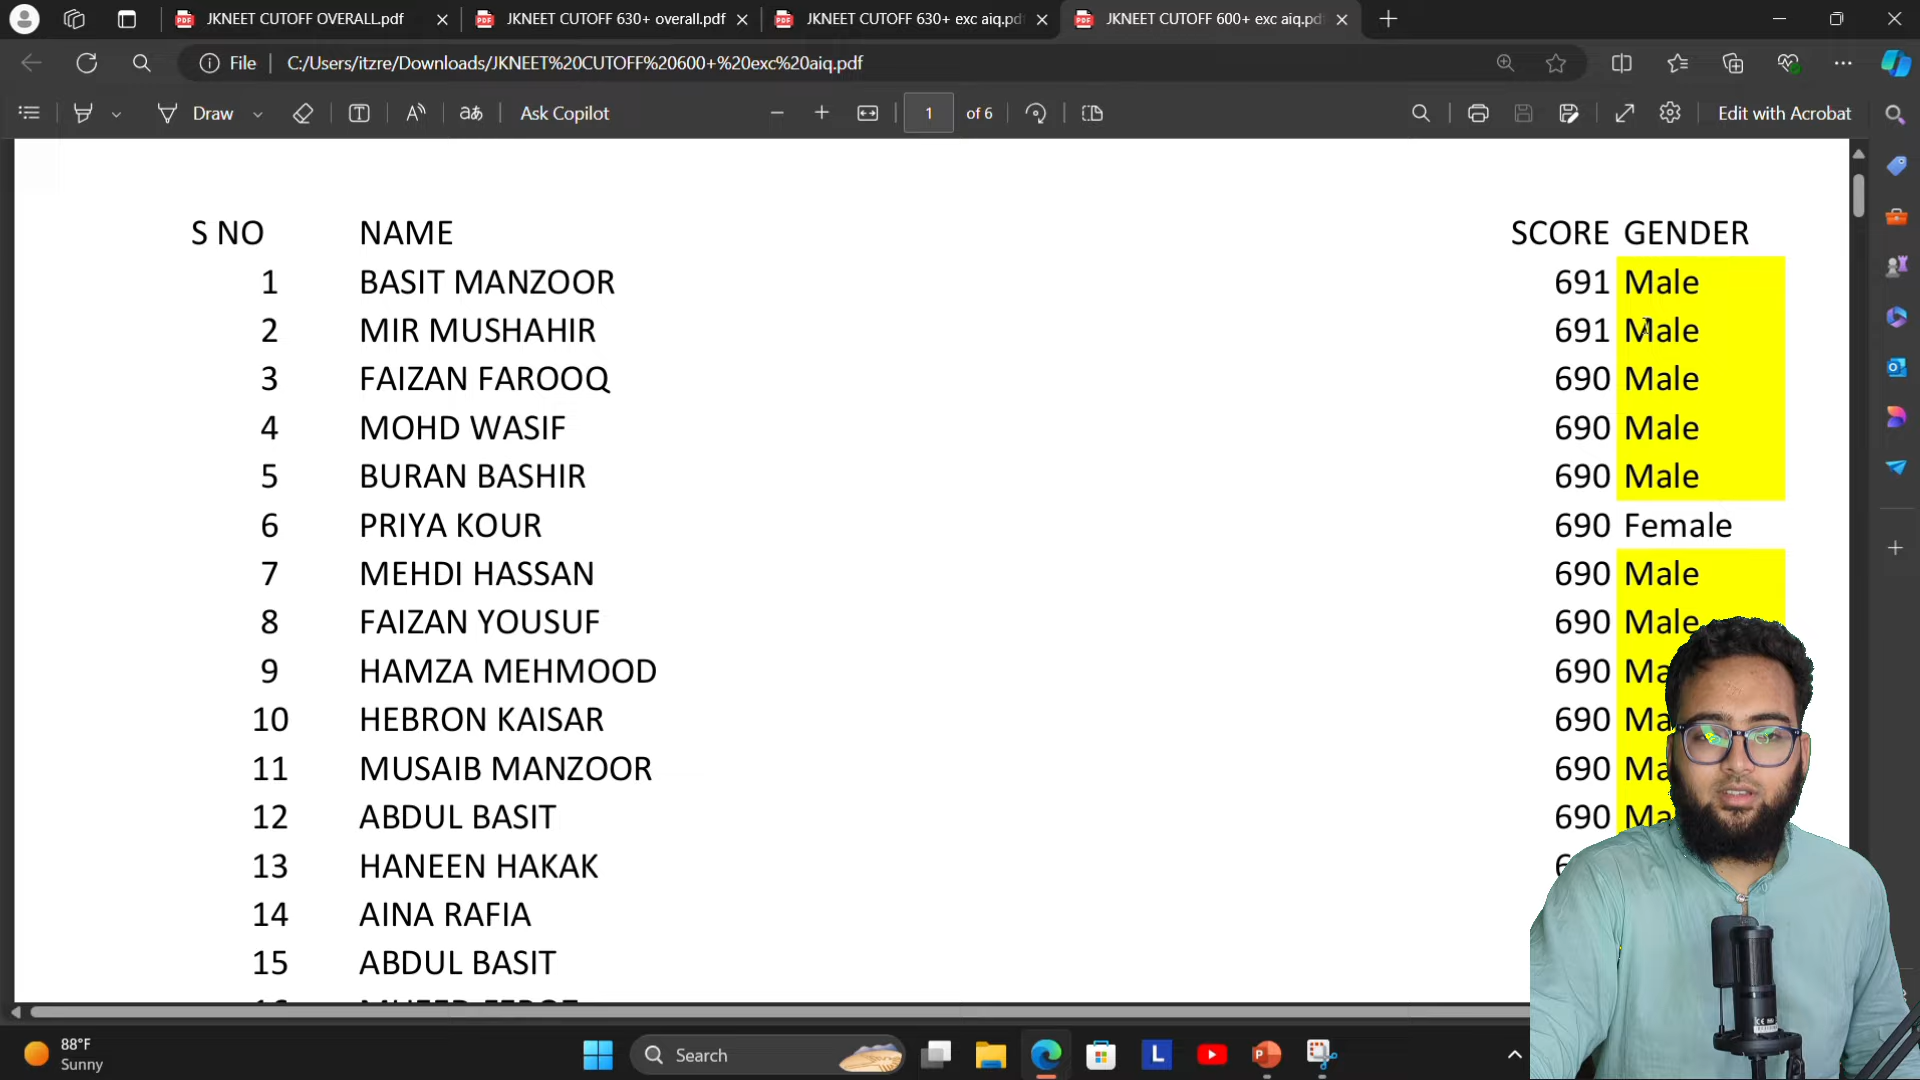 JKNEET CUTOFF OVERALL.pdf
JKNEET CUTOFF 630+ overall.pdf
JKNEET CUTOFF 630+ exc aiq.pd
JKNEET CUTOFF 600+ exc aiq.pd
File
C:/Users/itzre/Downloads/JKNEET%20CUTOFF%20600+%20exc%20aiq.pdf
Draw
Ask Copilot
1 of 6
Edit with Acrobat
S NO NAME SCORE GENDER
1 BASIT MANZOOR 691 Male
2 MIR MUSHAHIR 691 Male
3 FAIZAN FAROOQ 690 Male
4 MOHD WASIF 690 Male
5 BURAN BASHIR 690 Male
6 PRIYA KOUR 690 Female
7 MEHDI HASSAN 690 Male
8 FAIZAN YOUSUF 690 Male
9 HAMZA MEHMOOD 690 Ma
10 HEBRON KAISAR 690 Ma
11 MUSAIB MANZOOR 690 Ma
12 ABDUL BASIT 690 Ma
13 HANEEN HAKAK
14 AINA RAFIA
15 ABDUL BASIT
88°F
Sunny
Search
L